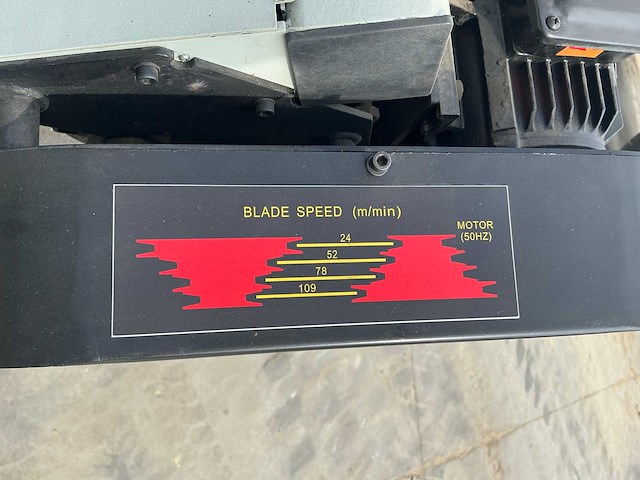 BLADE SPEED (m/min)
MOTOR
(50HZ)
24
52
78
109